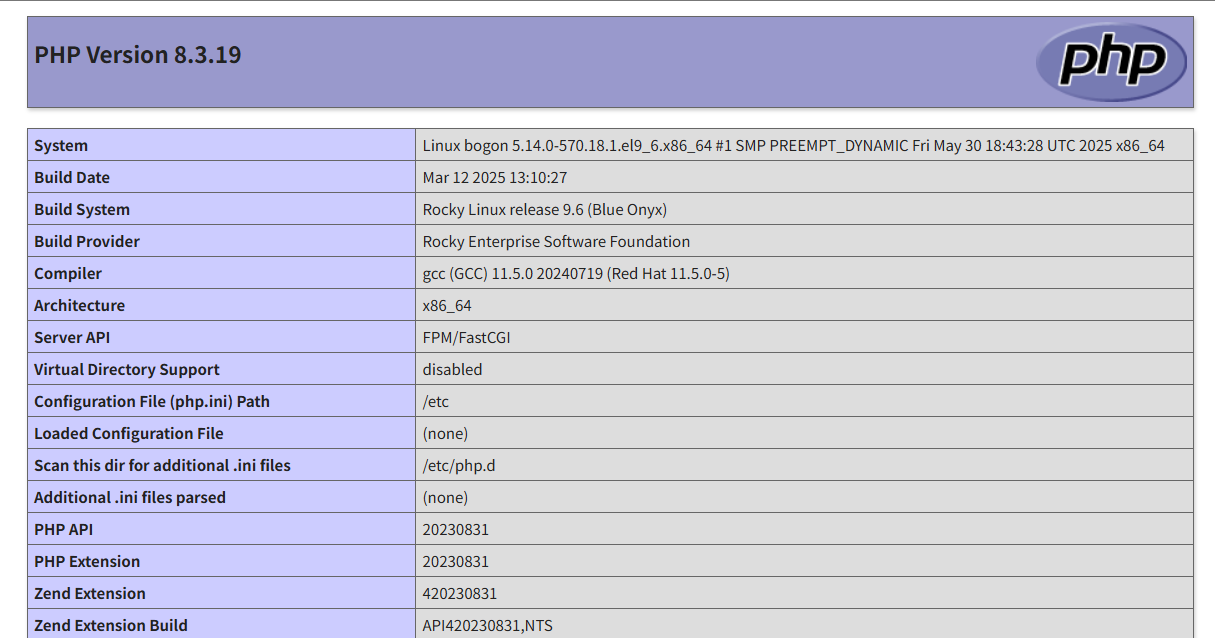 PHP Version 8.3.19
php
System Linux bogon 5.14.0-570.18.1.el9_6.x86_64 #1 SMP PREEMPT_DYNAMIC Fri May 30 18:43:28 UTC 2025 x86_64
Build Date Mar 12 2025 13:10:27
Build System Rocky Linux release 9.6 (Blue Onyx)
Build Provider Rocky Enterprise Software Foundation
Compiler gcc (GCC) 11.5.0 20240719 (Red Hat 11.5.0-5)
Architecture x86_64
Server API FPM/FastCGI
Virtual Directory Support disabled
Configuration File (php.ini) Path /etc
Loaded Configuration File (none)
Scan this dir for additional .ini files /etc/php.d
Additional .ini files parsed (none)
PHP API 20230831
PHP Extension 20230831
Zend Extension 420230831
Zend Extension Build API420230831,NTS